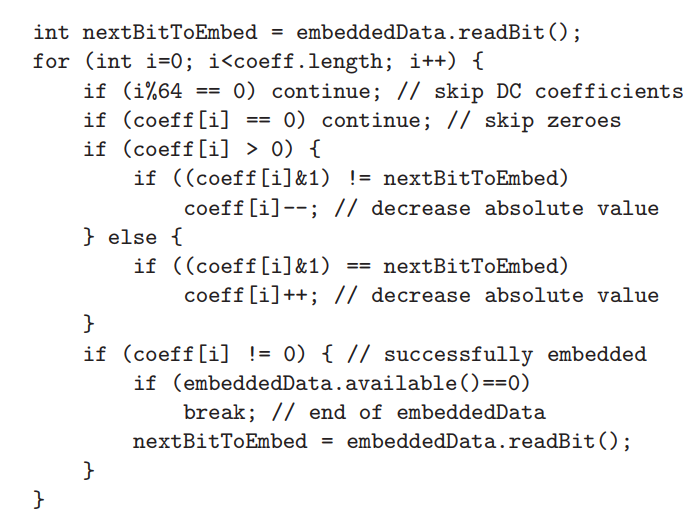 int nextBitToEmbed = embeddedData.readBit();
for (int i=0; i<coeff.length; i++) {
    if (i%64 == 0) continue; // skip DC coefficients
    if (coeff[i] == 0) continue; // skip zeroes
    if (coeff[i] > 0) {
        if ((coeff[i]&1) != nextBitToEmbed)
            coeff[i]--; // decrease absolute value
    } else {
        if ((coeff[i]&1) == nextBitToEmbed)
            coeff[i]++; // decrease absolute value
    }
    if (coeff[i] != 0) { // successfully embedded
        if (embeddedData.available()==0)
            break; // end of embeddedData
        nextBitToEmbed = embeddedData.readBit();
    }
}